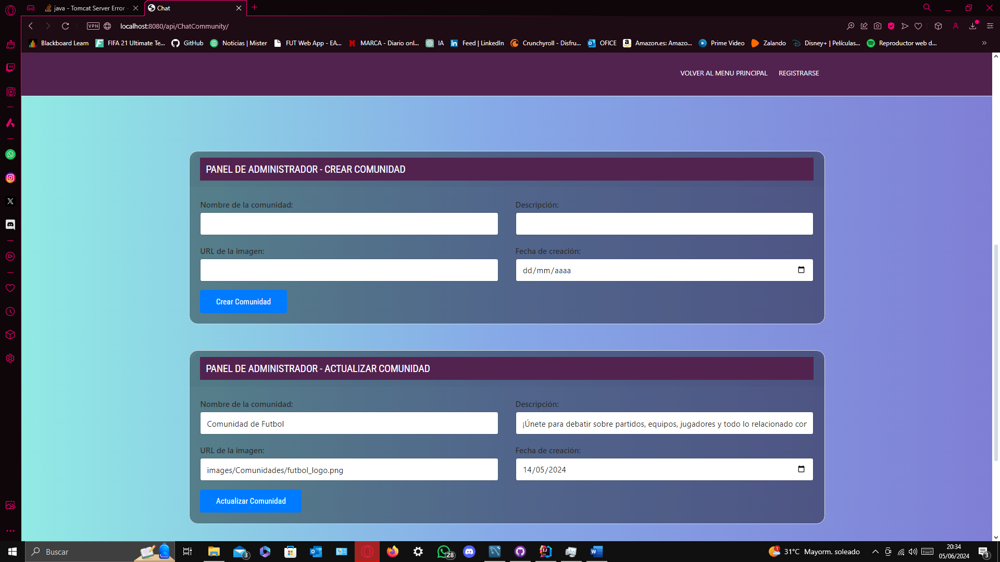 java - Tomcat Server Error -
Chat
VPN
localhost:8080/api/ChatCommunity/
Blackboard Learn
FIFA 21 Ultimate Te...
GitHub
Noticias | Mister
FUT Web App - EA...
MARCA - Diario onl...
IA
Feed | LinkedIn
Crunchyroll - Disfru...
OFICE
Amazon.es: Amazo...
Prime Video
Zalando
Disney+ | Películas...
Reproductor web d...
VOLVER AL MENU PRINCIPAL
REGISTRARSE
PANEL DE ADMINISTRADOR - CREAR COMUNIDAD
Nombre de la comunidad:
Descripción:
URL de la imagen:
Fecha de creación:
dd/mm/aaaa
Crear Comunidad
PANEL DE ADMINISTRADOR - ACTUALIZAR COMUNIDAD
Nombre de la comunidad:
Descripción:
Comunidad de Futbol
¡Únete para debatir sobre partidos, equipos, jugadores y todo lo relacionado con
URL de la imagen:
Fecha de creación:
images/Comunidades/futbol_logo.png
14/05/2024
Actualizar Comunidad
Buscar
3
28
1
31°C Mayorm. soleado
20:34
05/06/2024
3